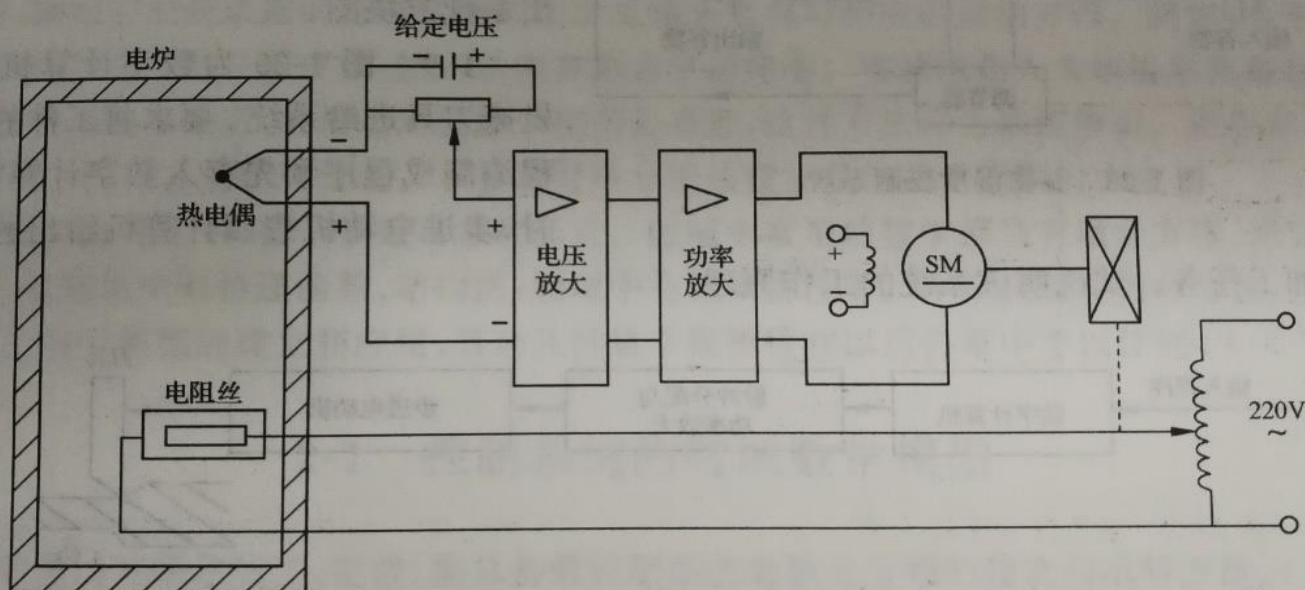 给定电压
电炉
- +
-
热电偶
+
+
-
电压
放大
功率
放大
+
-
SM
电阻丝
220V
~